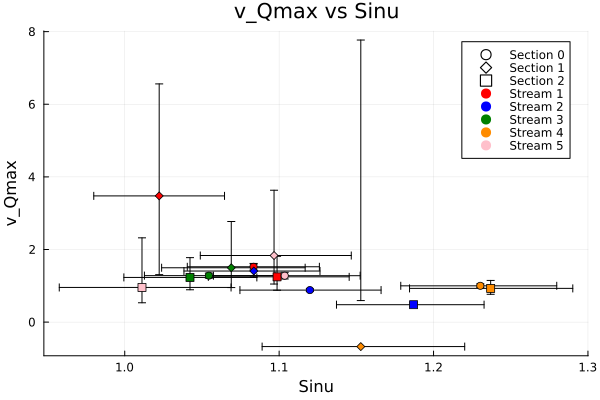 v_Qmax vs Sinu
8
6
4
2
0
v_Qmax
1.0
1.1
1.2
1.3
Sinu
Section 0
Section 1
Section 2
Stream 1
Stream 2
Stream 3
Stream 4
Stream 5